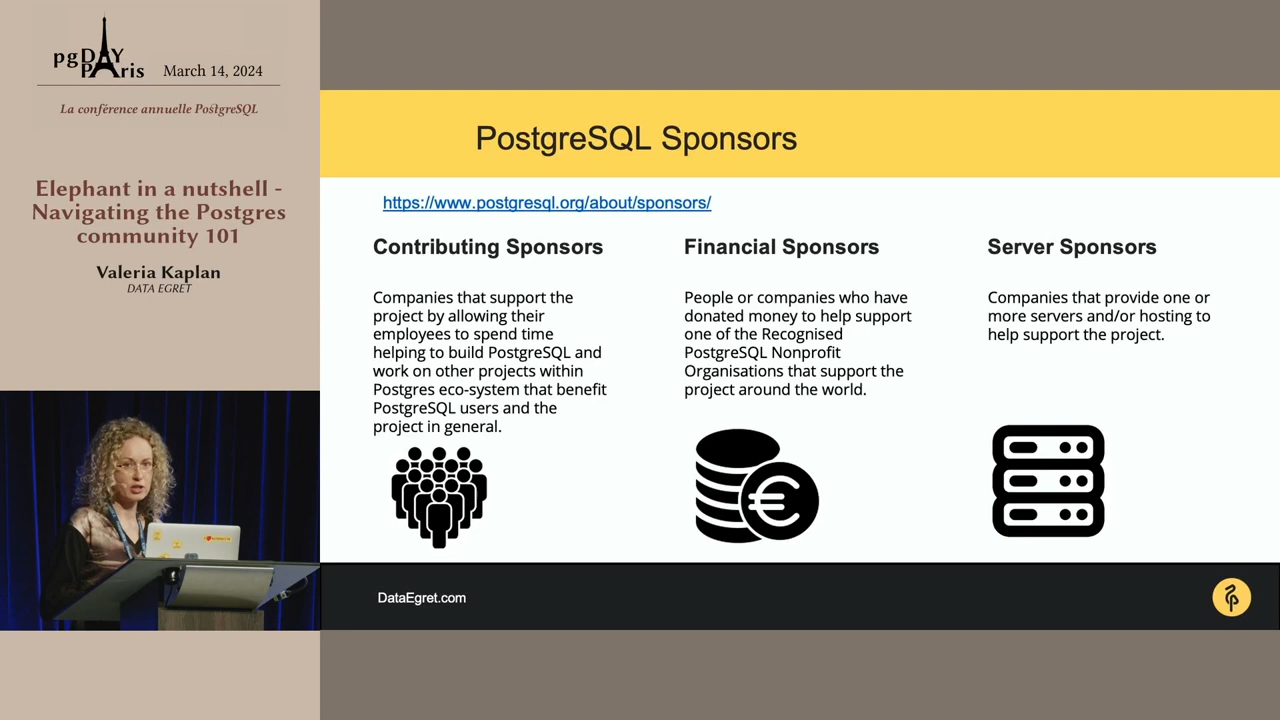 pgDAY
PAris
March 14, 2024
La conférence annuelle PostgreSQL
Elephant in a nutshell -
Navigating the Postgres
community 101
Valeria Kaplan
DATA EGRET
PostgreSQL Sponsors
https://www.postgresql.org/about/sponsors/
Contributing Sponsors
Companies that support the
project by allowing their
employees to spend time
helping to build PostgreSQL and
work on other projects within
Postgres eco-system that benefit
PostgreSQL users and the
project in general.
Financial Sponsors
People or companies who have
donated money to help support
one of the Recognised
PostgreSQL Nonprofit
Organisations that support the
project around the world.
Server Sponsors
Companies that provide one or
more servers and/or hosting to
help support the project.
DataEgret.com